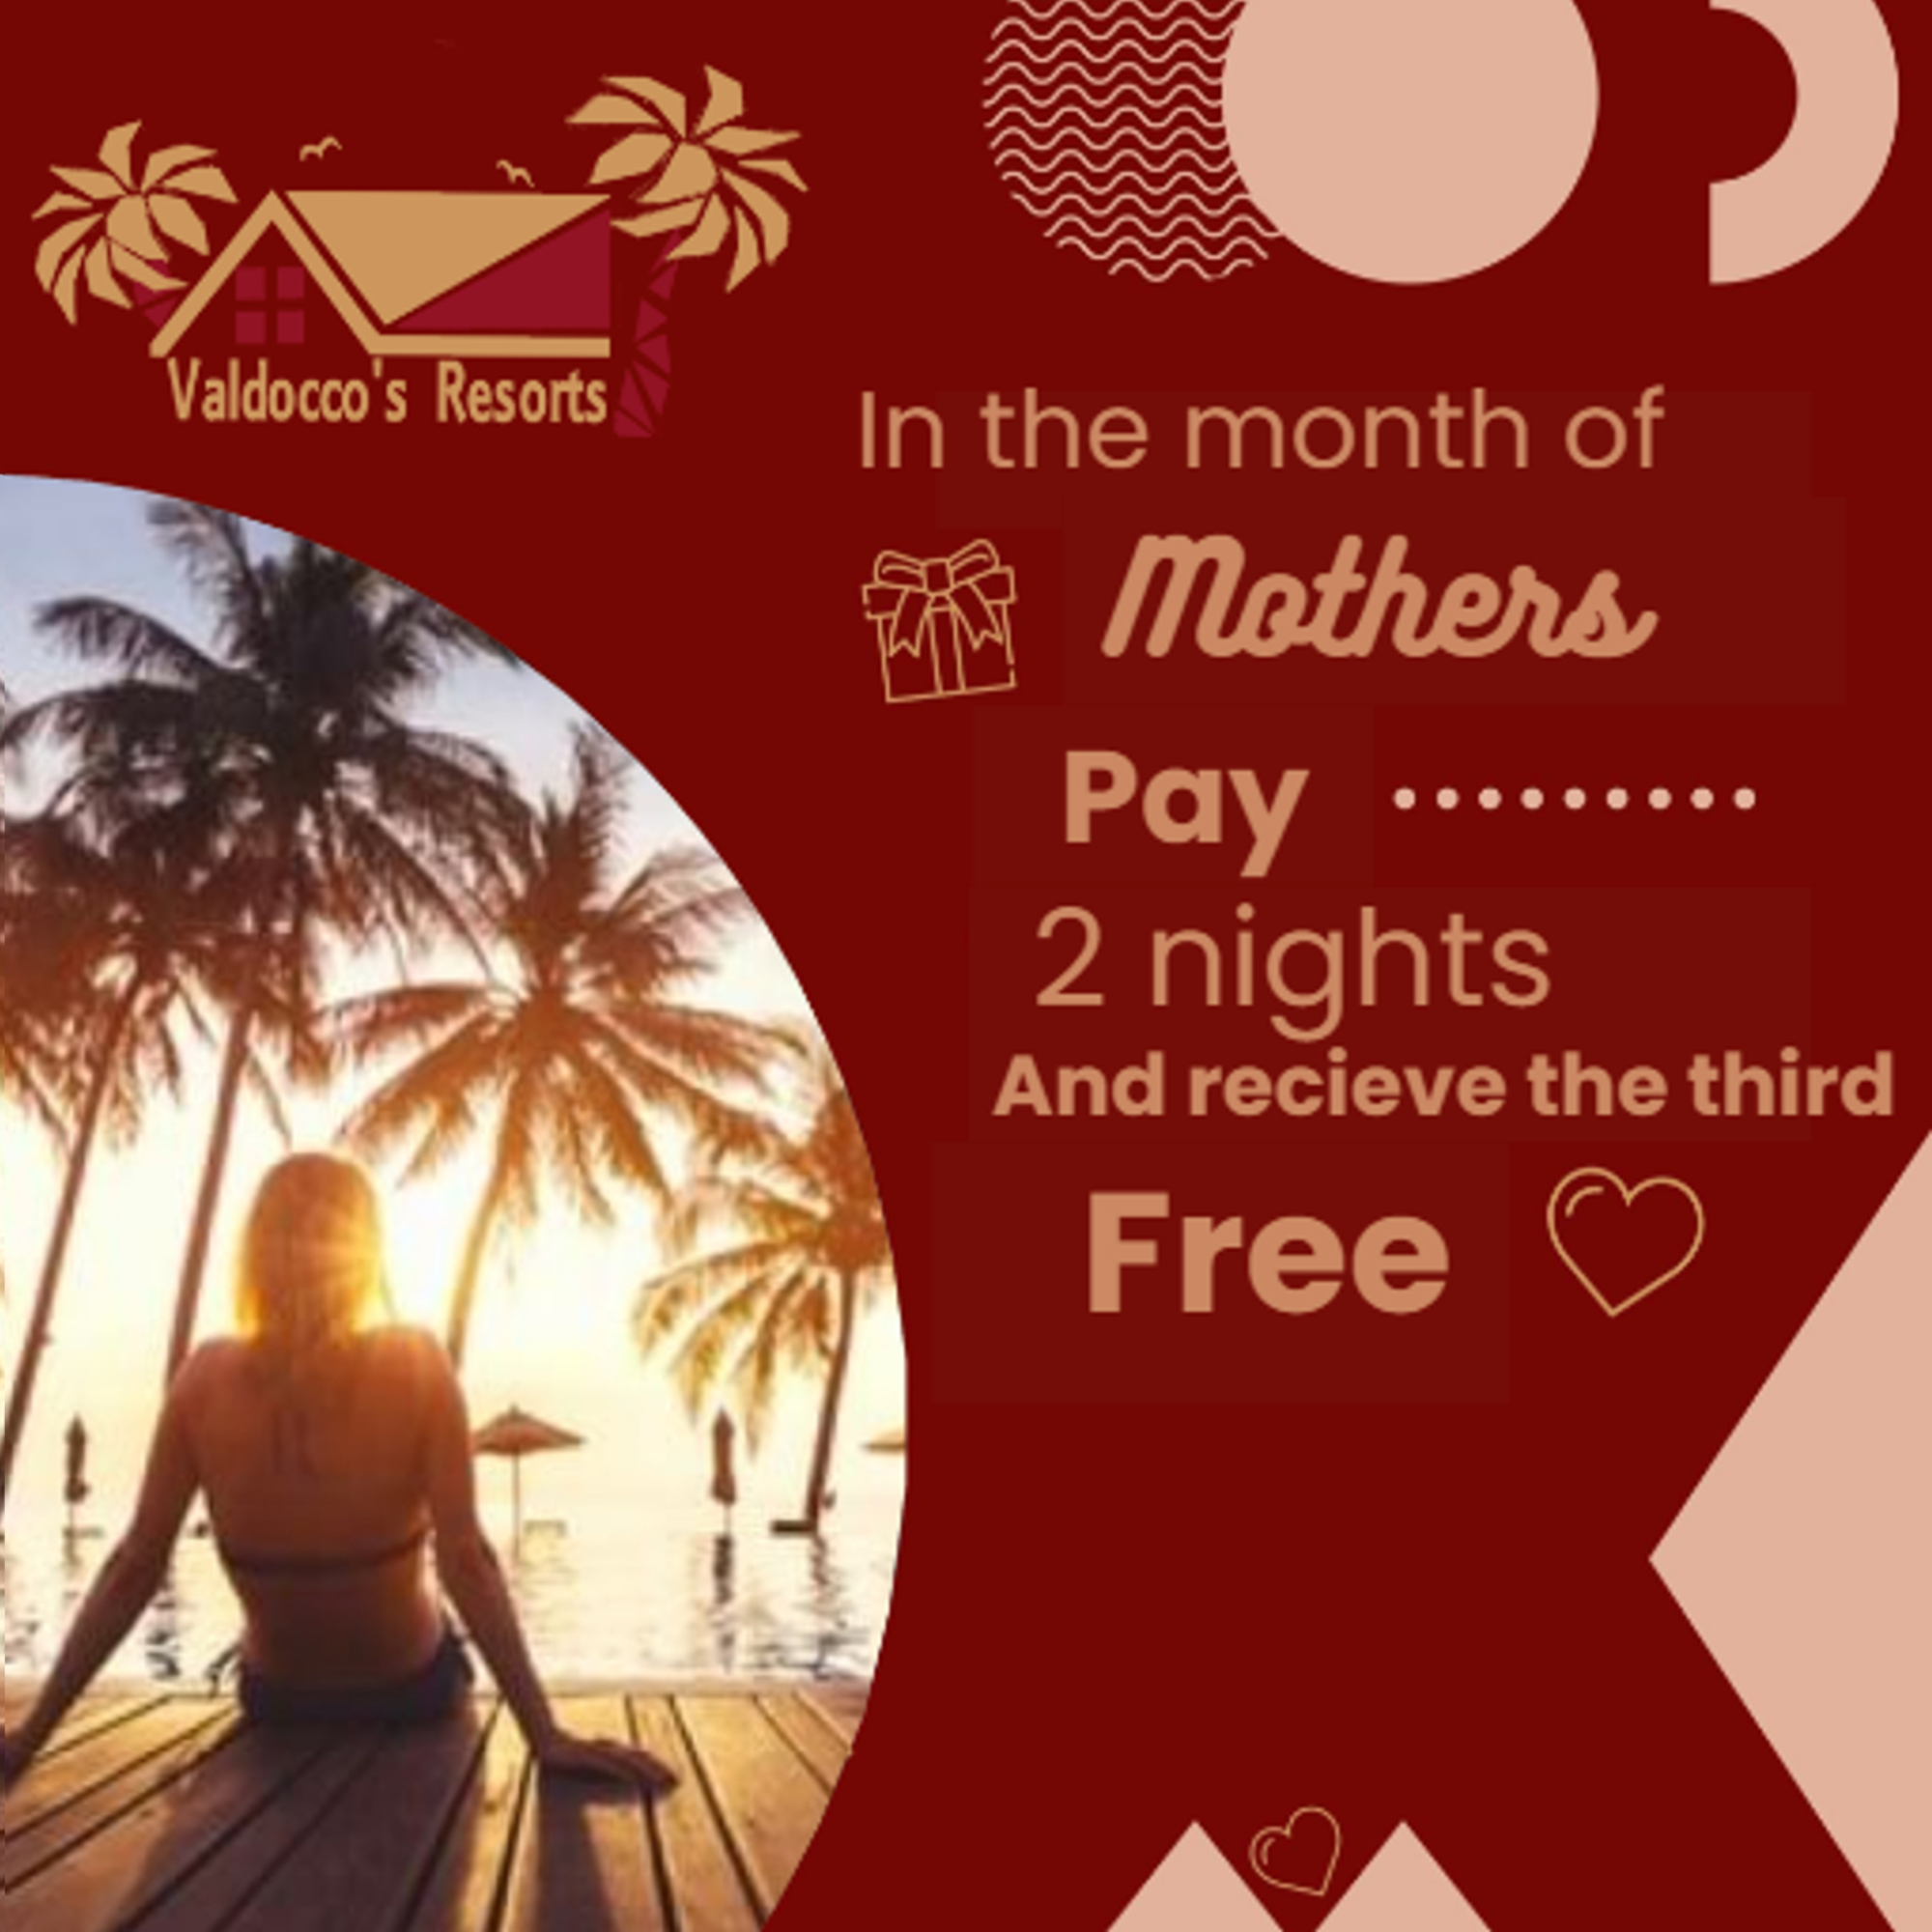 Valdocco's Resorts
In the month of
Mothers
Pay
2 nights
And recieve the third
Free